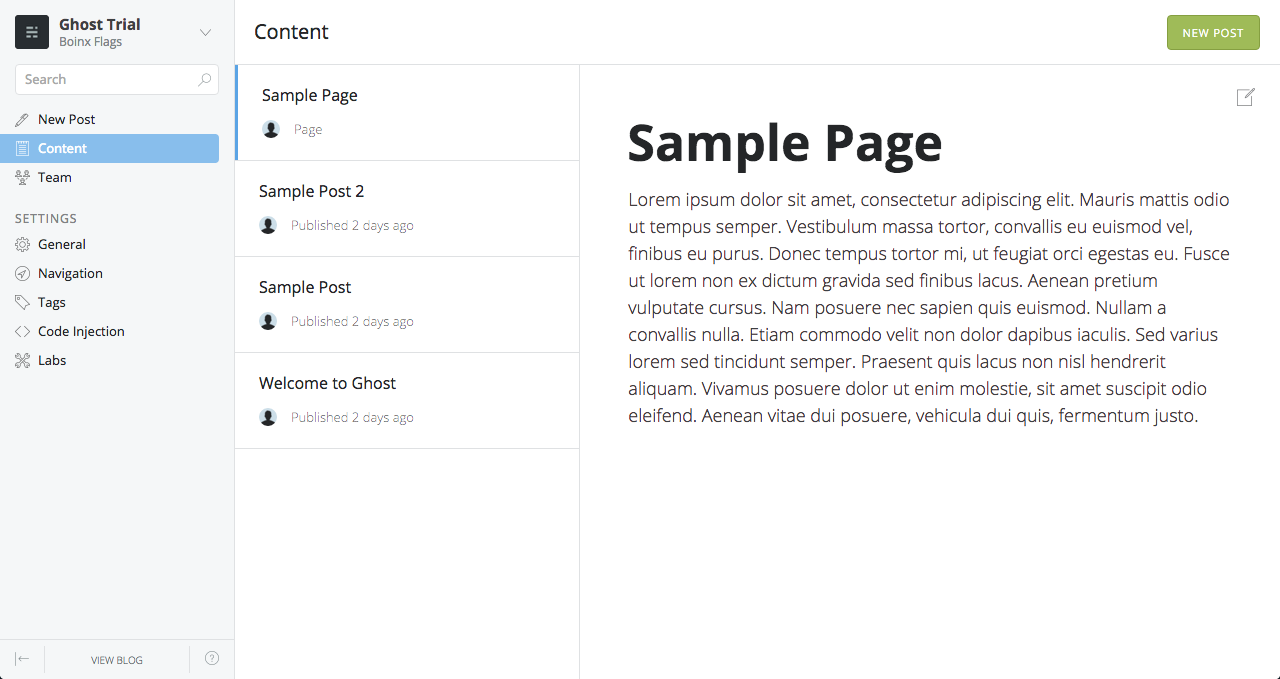 Ghost Trial
Boinx Flags
Search
New Post
Content
Team
SETTINGS
General
Navigation
Tags
Code Injection
Labs
VIEW BLOG
Content
NEW POST
Sample Page
Page
Sample Post 2
Published 2 days ago
Sample Post
Published 2 days ago
Welcome to Ghost
Published 2 days ago
Sample Page
Lorem ipsum dolor sit amet, consectetur adipiscing elit. Mauris mattis odio
ut tempus semper. Vestibulum massa tortor, convallis eu euismod vel,
finibus eu purus. Donec tempus tortor mi, ut feugiat orci egestas eu. Fusce
ut lorem non ex dictum gravida sed finibus lacus. Aenean pretium
vulputate cursus. Nam posuere nec sapien quis euismod. Nullam a
convallis nulla. Etiam commodo velit non dolor dapibus iaculis. Sed varius
lorem sed tincidunt semper. Praesent quis lacus non nisl hendrerit
aliquam. Vivamus posuere dolor ut enim molestie, sit amet suscipit odio
eleifend. Aenean vitae dui posuere, vehicula dui quis, fermentum justo.